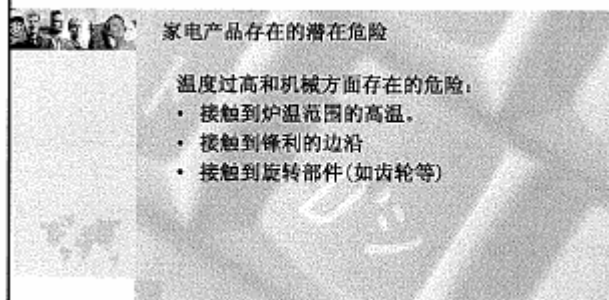 家电产品存在的潜在危险
温度过高和机械方面存在的危险:
• 接触到炉温范围的高温。
• 接触到锋利的边沿
• 接触到旋转部件(如齿轮等)